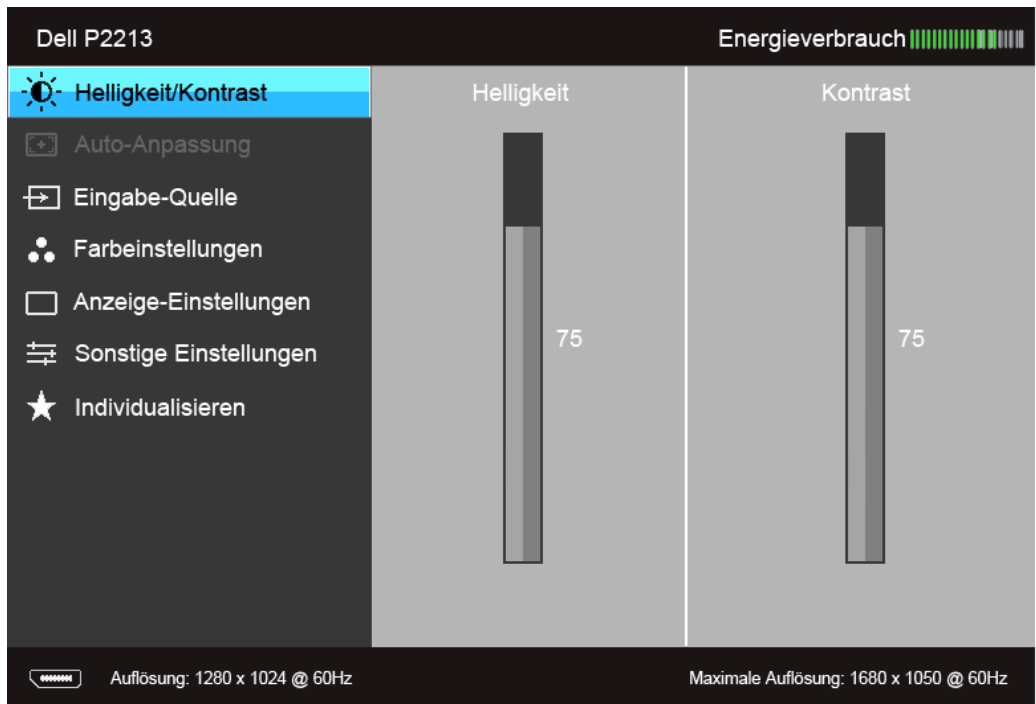 Dell P2213
Energieverbrauch
Helligkeit/Kontrast
Auto-Anpassung
Eingabe-Quelle
Farbeinstellungen
Anzeige-Einstellungen
Sonstige Einstellungen
Individualisieren
Helligkeit
Kontrast
75
75
Auflösung: 1280 x 1024 @ 60Hz
Maximale Auflösung: 1680 x 1050 @ 60Hz